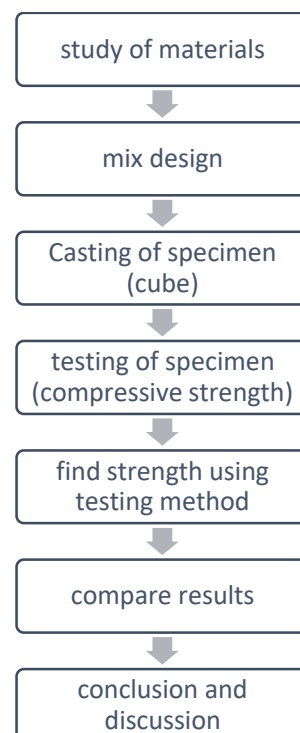 study of materials
mix design
Casting of specimen
(cube)
testing of specimen
(compressive strength)
find strength using
testing method
compare results
conclusion and
discussion